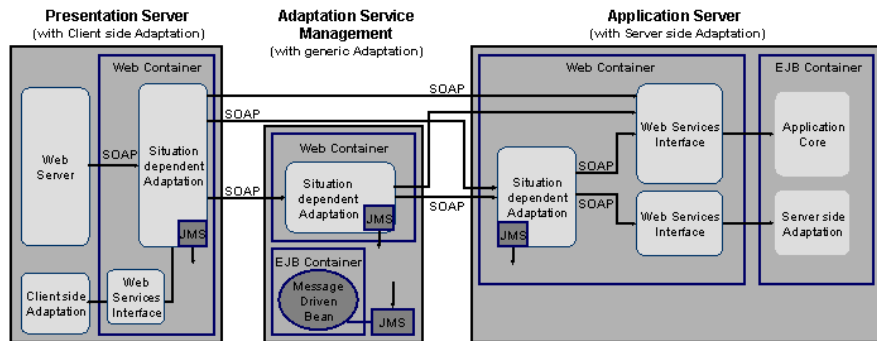 Presentation Server
(with Client side Adaptation)
Adaptation Service
Management
(with generic Adaptation)
Application Server
(with Server side Adaptation)
Web Container
Web
Server
SOAP
Situation
dependent
Adaptation
JMS
Client side
Adaptation
Web
Services
Interface
SOAP
SOAP
SOAP
Web Container
Situation
dependent
Adaptation
JMS
EJB Container
Message
Driven
Bean
JMS
SOAP
SOAP
Web Container
Situation
dependent
Adaptation
JMS
SOAP
SOAP
Web Services
Interface
Web Services
Interface
EJB Container
Application
Core
Server side
Adaptation